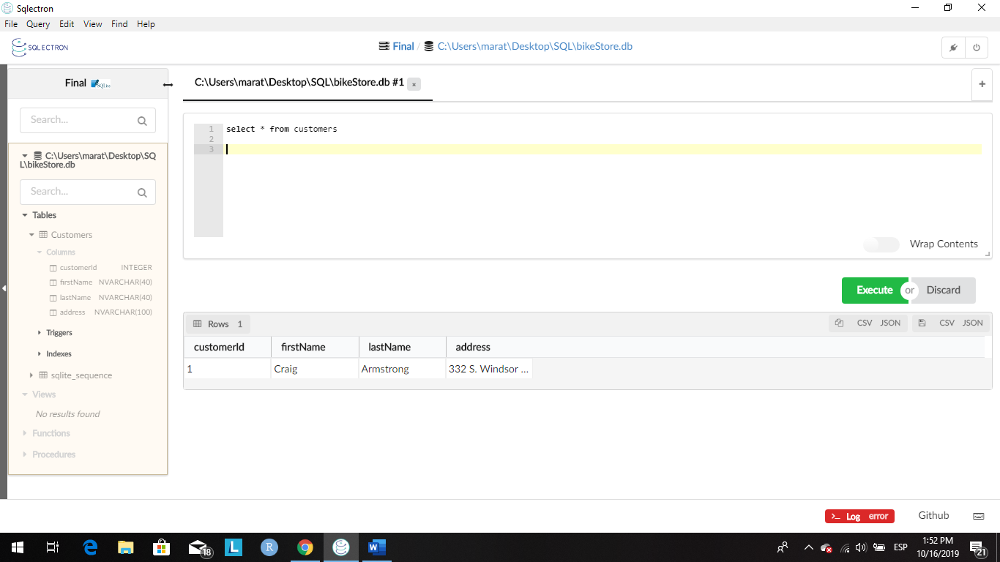 Sqlectron
File Query Edit View Find Help
SQLECTRON
Final / C:\Users\marat\Desktop\SQL\bikeStore.db
Final SQLite
C:\Users\marat\Desktop\SQL\bikeStore.db #1
Search...
1 select * from customers
2
3
C:\Users\marat\Desktop\SQ
L\bikeStore.db
Search...
Tables
Customers
Columns
customerId INTEGER
firstName NVARCHAR(40)
lastName NVARCHAR(40)
address NVARCHAR(100)
Triggers
Indexes
sqlite_sequence
Views
No results found
Functions
Procedures
Wrap Contents
Execute or Discard
Rows 1 CSV JSON CSV JSON
customerId firstName lastName address
1 Craig Armstrong 332 S. Windsor ...
>_ Log error Github
18 L R W ESP
1:52 PM
10/16/2019
21